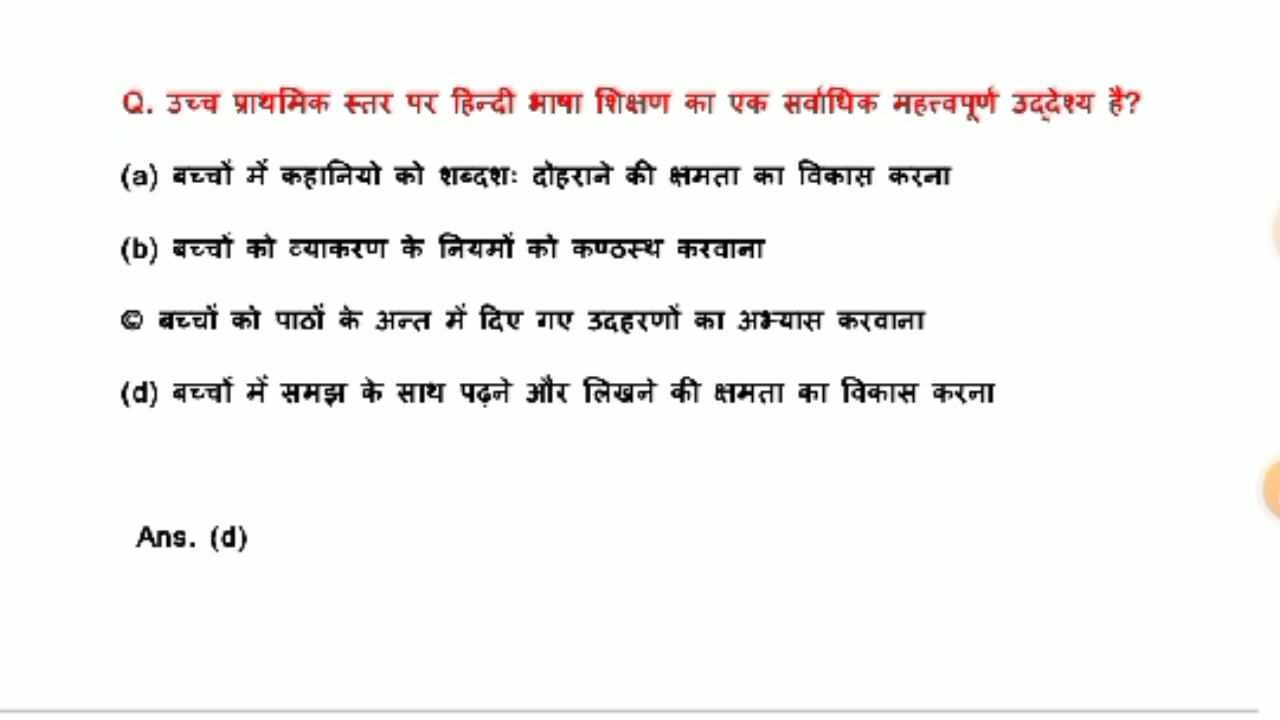 Q. उच्च प्राथमिक स्तर पर हिन्दी भाषा शिक्षण का एक सर्वाधिक महत्त्वपूर्ण उद्देश्य है?
(a) बच्चों में कहानियो को शब्दशः दोहराने की क्षमता का विकास करना
(b) बच्चों को व्याकरण के नियमों को कण्ठस्थ करवाना
© बच्चों को पाठों के अन्त में दिए गए उदहरणों का अभ्यास करवाना
(d) बच्चों में समझ के साथ पढ़ने और लिखने की क्षमता का विकास करना
Ans. (d)